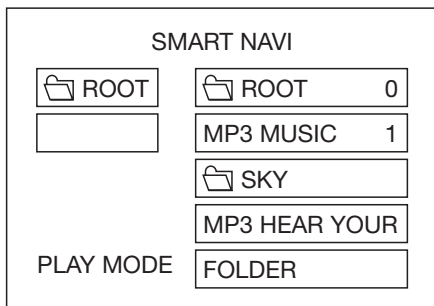 SMART NAVI
ROOT ROOT 0
MP3 MUSIC 1
SKY
MP3 HEAR YOUR
PLAY MODE FOLDER